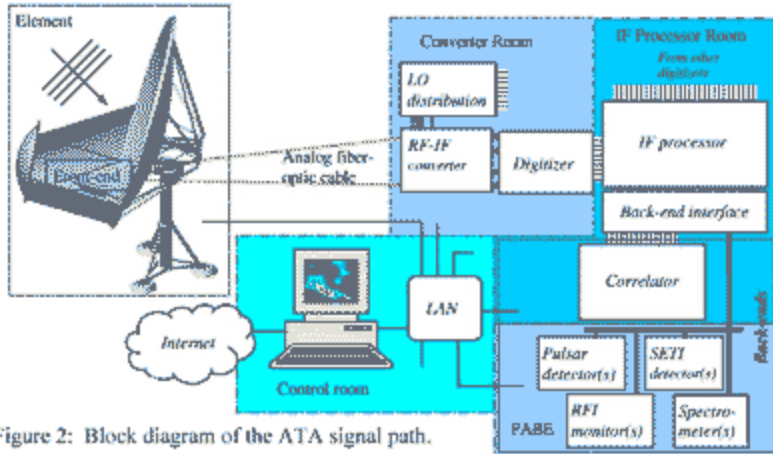 Element
Front-end
Analog fiber-
optic cable
Converter Room
LO
distribution
RF-IF
converter
Digitizer
IF Processor Room
From other
digitizers
IF processor
Back-end interface
Correlator
Back-ends
LAN
Internet
Control room
Pulsar
detector(s)
SETI
detector(s)
RFI
monitor(s)
Spectro-
meter(s)
PABE
Figure 2: Block diagram of the ATA signal path.